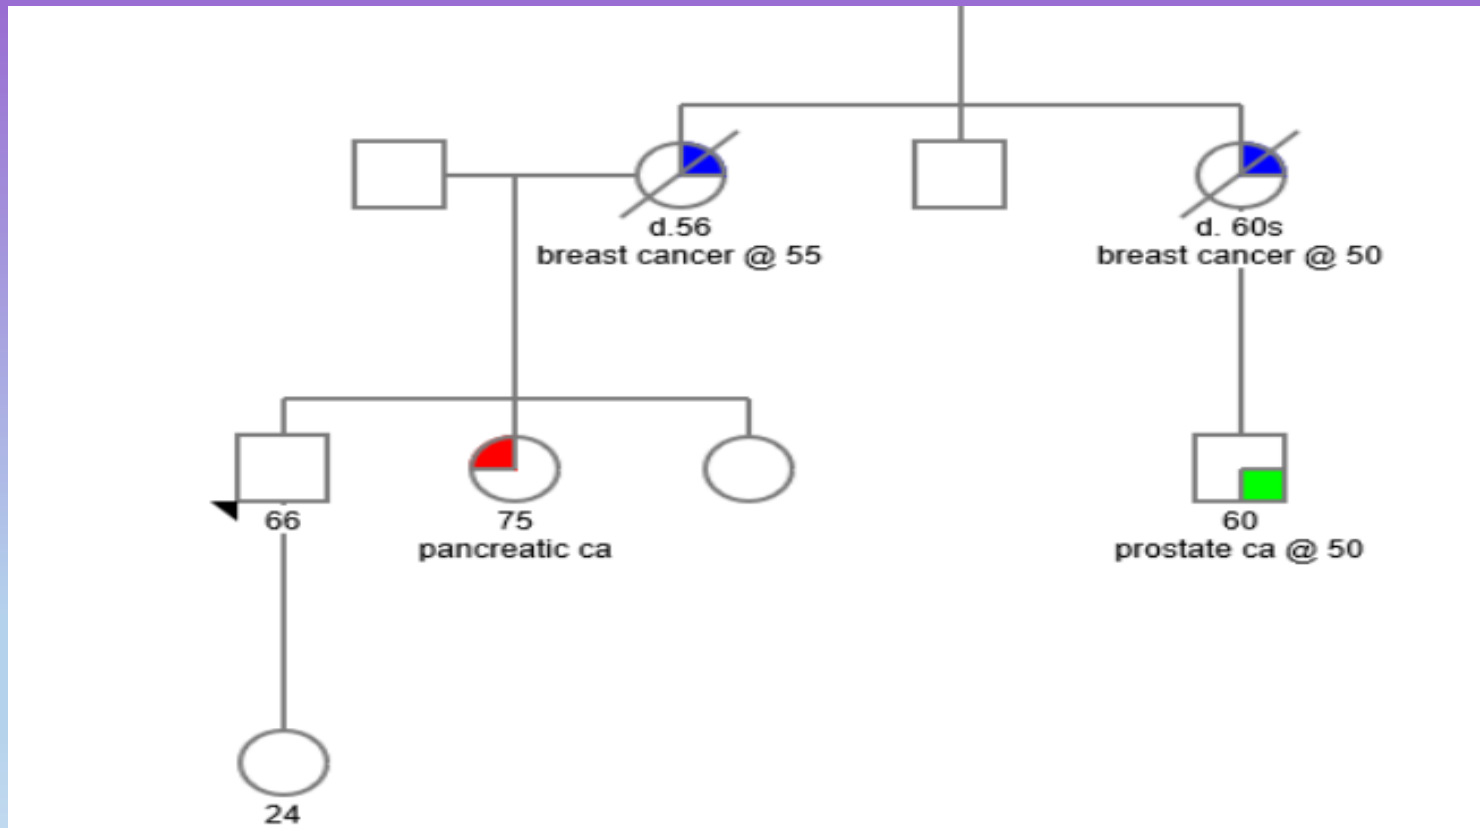 d.56
breast cancer @ 55
d. 60s
breast cancer @ 50
66
75
pancreatic ca
60
prostate ca @ 50
24